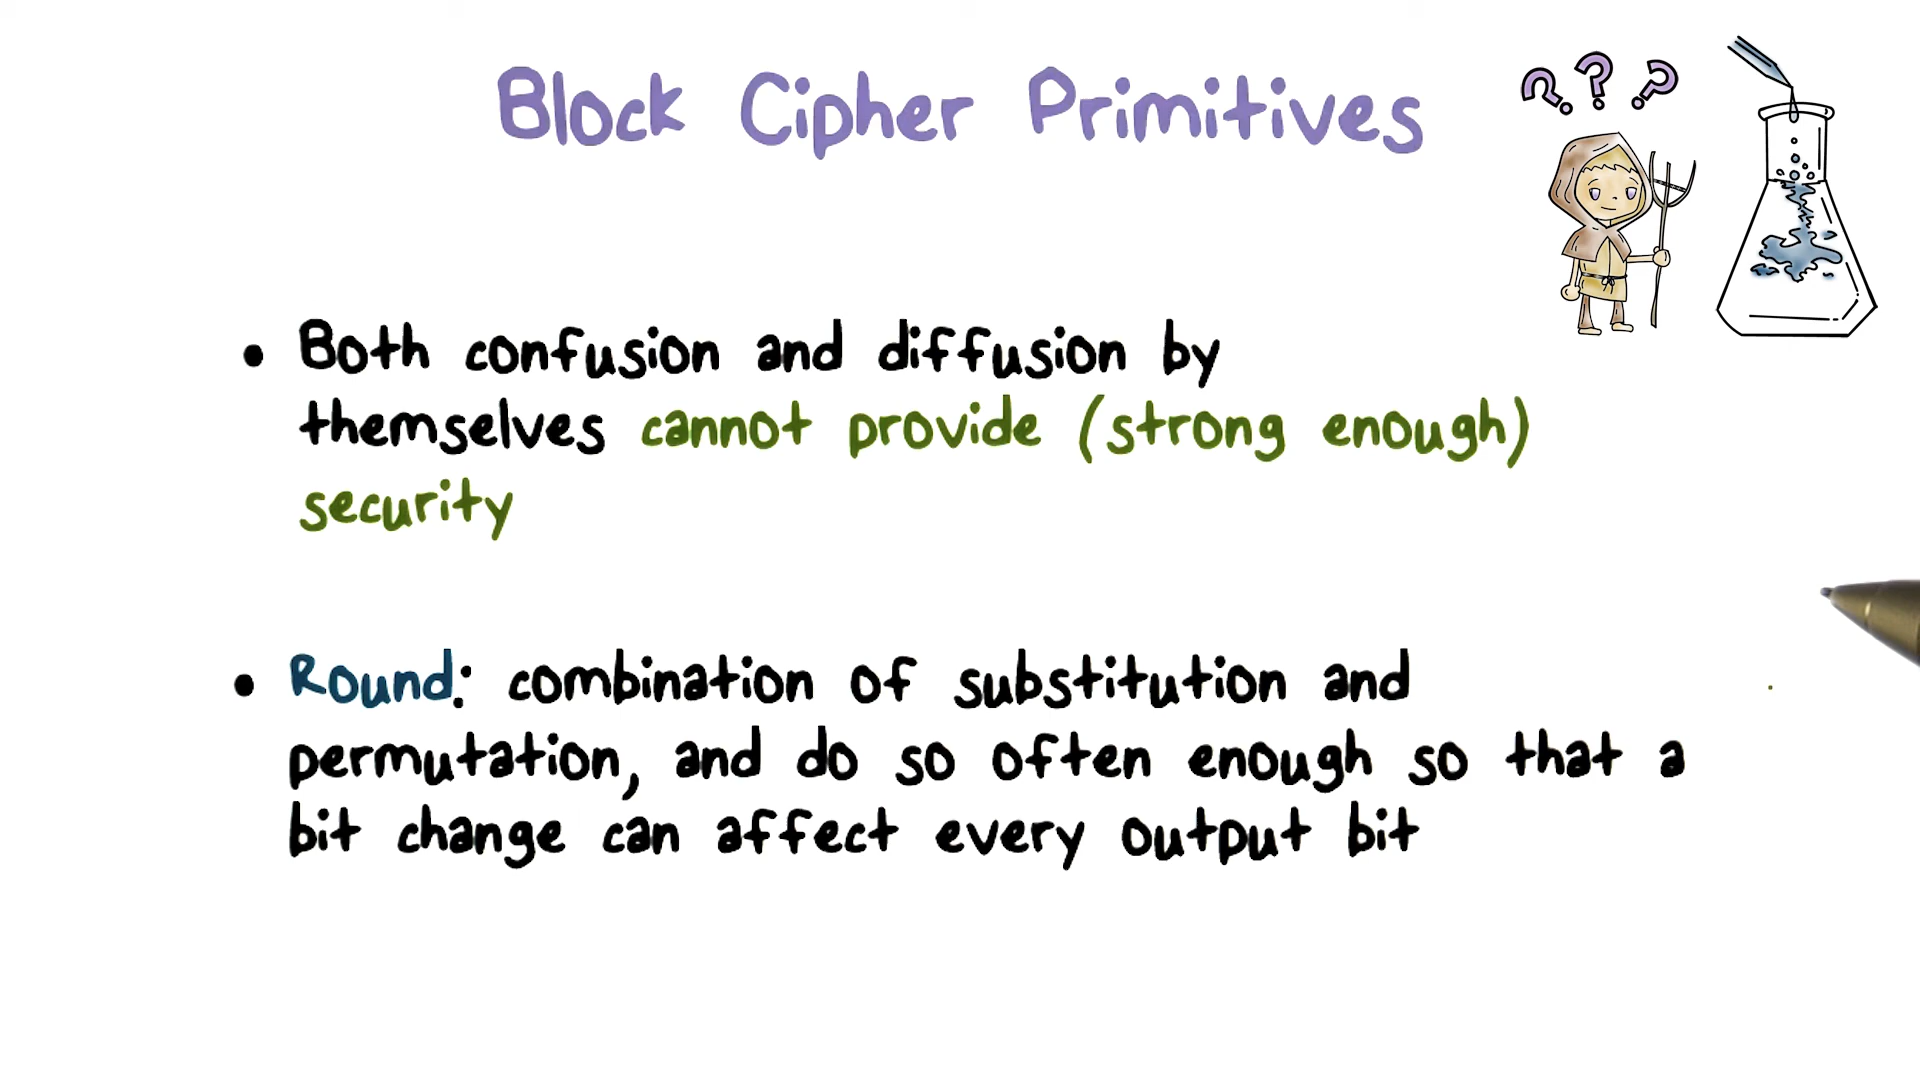 Block Cipher Primitives
???
• Both confusion and diffusion by
themselves cannot provide (strong enough)
security
• Round: combination of substitution and
permutation, and do so often enough so that a
bit change can affect every output bit